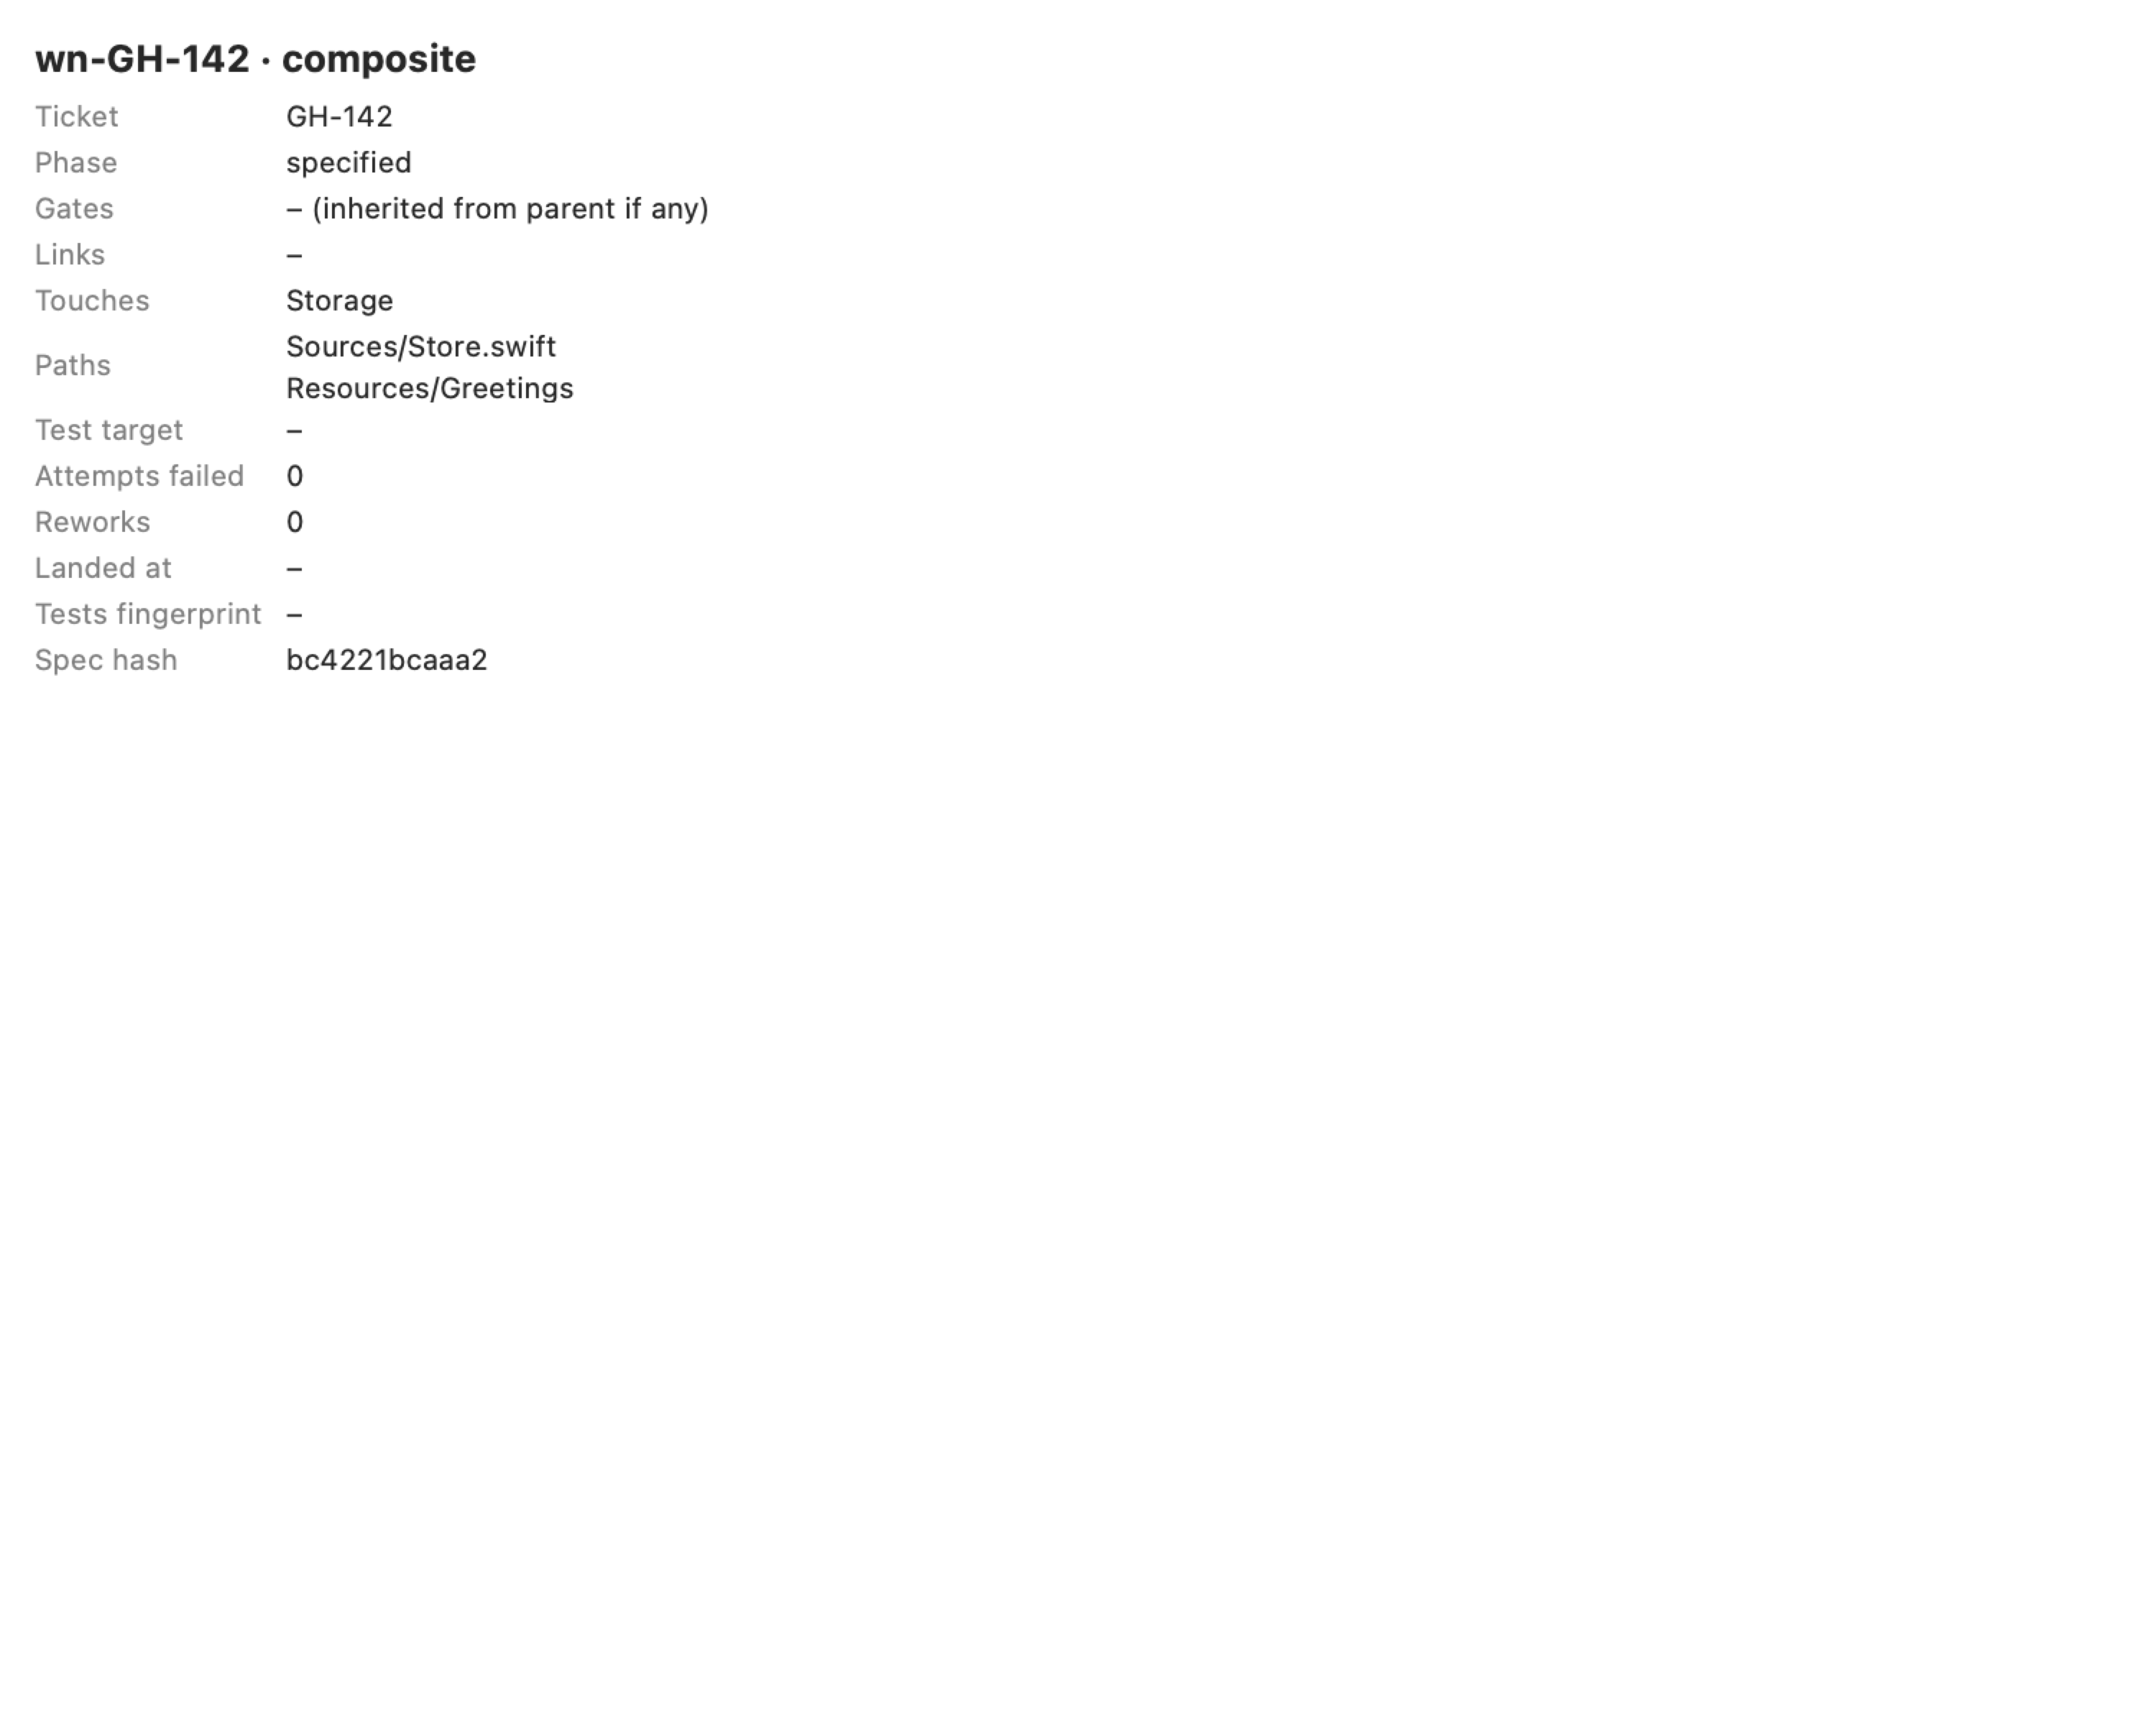 wn-GH-142 · composite
Ticket GH-142
Phase specified
Gates – (inherited from parent if any)
Links –
Touches Storage
Paths Sources/Store.swift
Resources/Greetings
Test target –
Attempts failed 0
Reworks 0
Landed at –
Tests fingerprint –
Spec hash bc4221bcaaa2